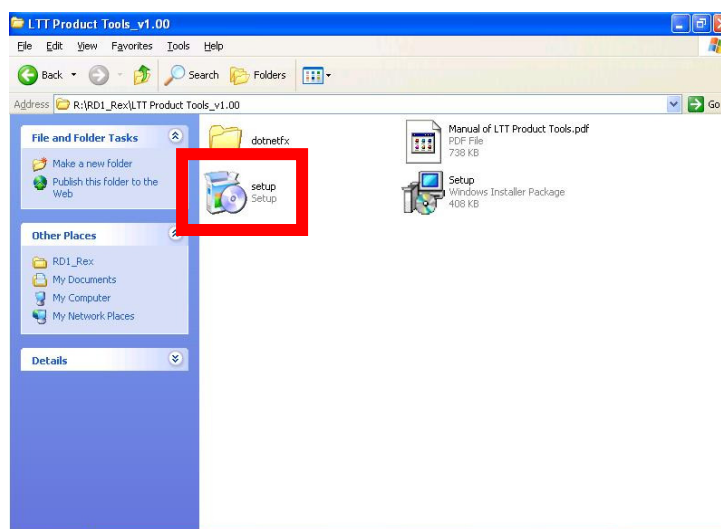 LTT Product Tools_v1.00
File Edit View Favorites Tools Help
Back Search Folders
Address R:\RD1_Rex\LTT Product Tools_v1.00 Go
File and Folder Tasks
Make a new folder
Publish this folder to the
Web
Other Places
RD1_Rex
My Documents
My Computer
My Network Places
Details
dotnetfx
Manual of LTT Product Tools.pdf
PDF File
738 KB
setup
Setup
Setup
Windows Installer Package
408 KB